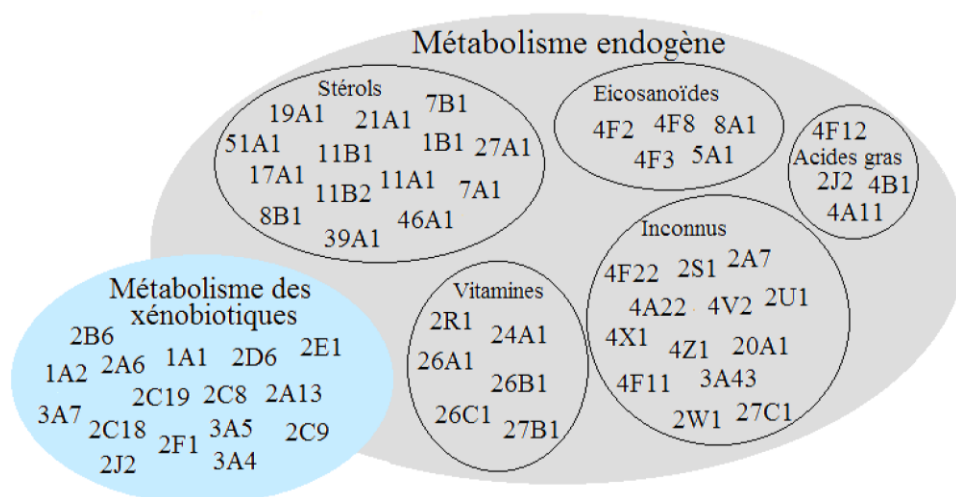 Métabolisme endogène
Stérols
19A1 21A1 7B1
51A1 11B1 1B1 27A1
17A1 11B2 11A1 7A1
8B1 39A1 46A1
Eicosanoïdes
4F2 4F8 8A1
4F3 5A1
4F12
Acides gras
2J2 4B1
4A11
Inconnus
4F22 2S1 2A7
4A22 4V2 2U1
4X1 4Z1 20A1
4F11 3A43
2W1 27C1
Vitamines
2R1 24A1
26A1
26B1
26C1
27B1
Métabolisme des
xénobiotiques
2B6
1A2 2A6 1A1 2D6 2E1
2C19 2C8 2A13
3A7 2C18 2F1 3A5 2C9
2J2 3A4